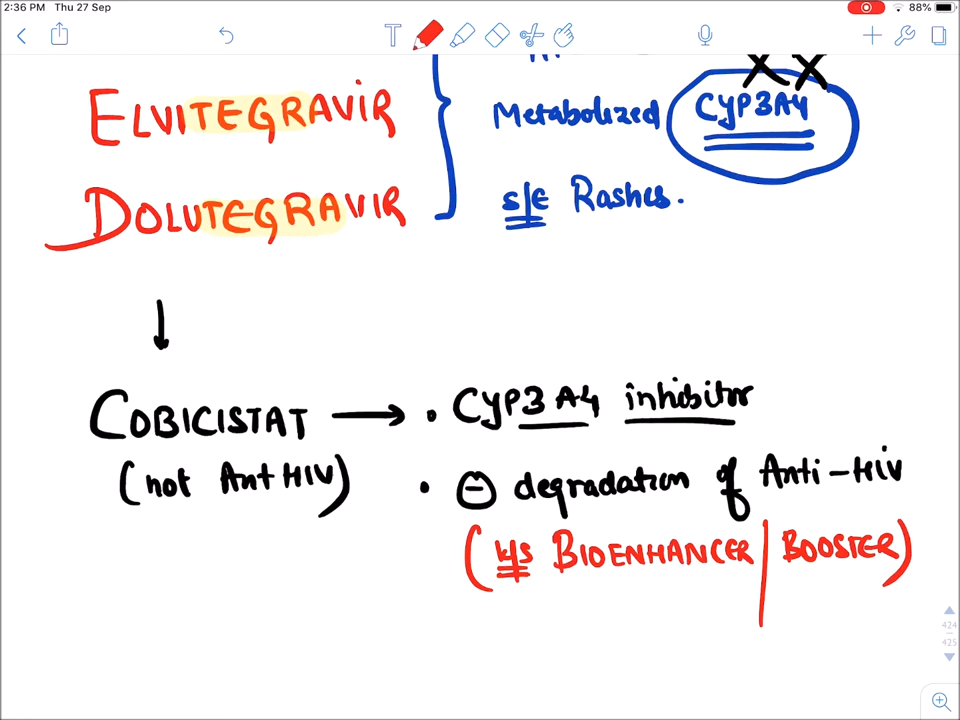 2:36 PM Thu 27 Sep
88%
T
ELVITEGRAVIR
Metabolized CYP3A4
DOLUTEGRAVIR
S/E Rashes.
COBICISTAT → • CYP3A4 inhibitor
(not Ant HIV)
• ⊖ degradation of Anti-HIV
(k/s BIOENHANCER / BOOSTER)
424
425